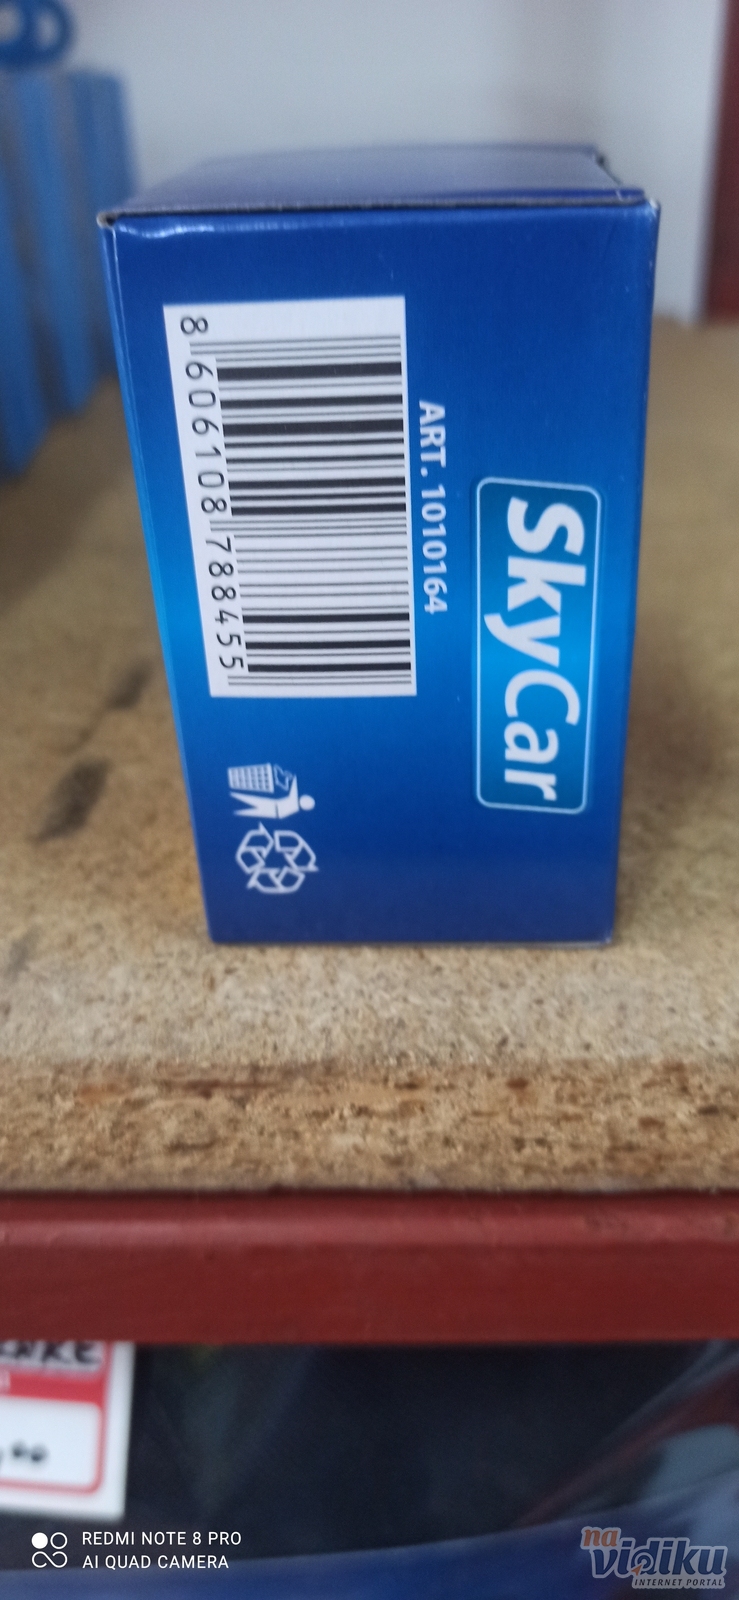 SkyCar
ART. 1010164
8 606108 788455
REDMI NOTE 8 PRO
AI QUAD CAMERA
na
vidiku
INTERNET PORTAL